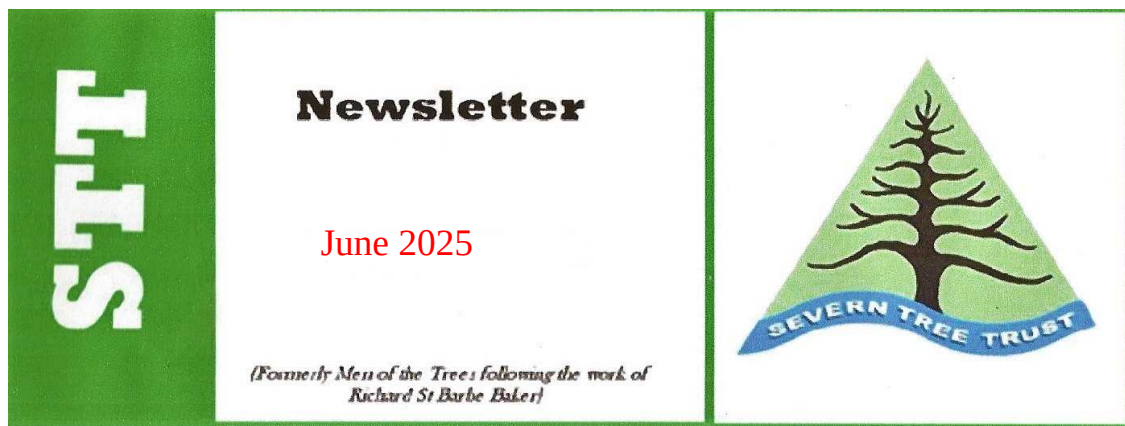 STT
Newsletter
June 2025
(Formerly Men of the Trees following the work of
Richard St Barbe Baker)
SEVERN TREE TRUST